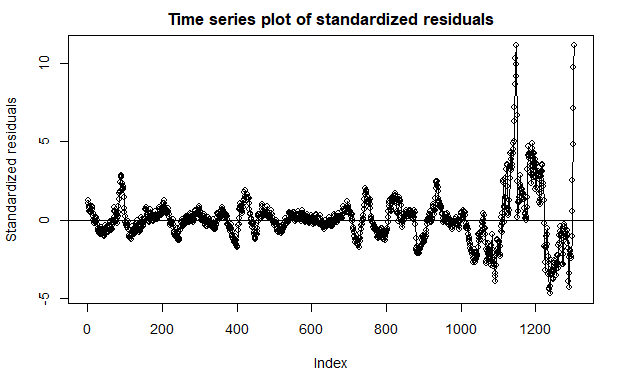 Time series plot of standardized residuals
Standardized residuals
10
5
0
-5
0 200 400 600 800 1000 1200
Index